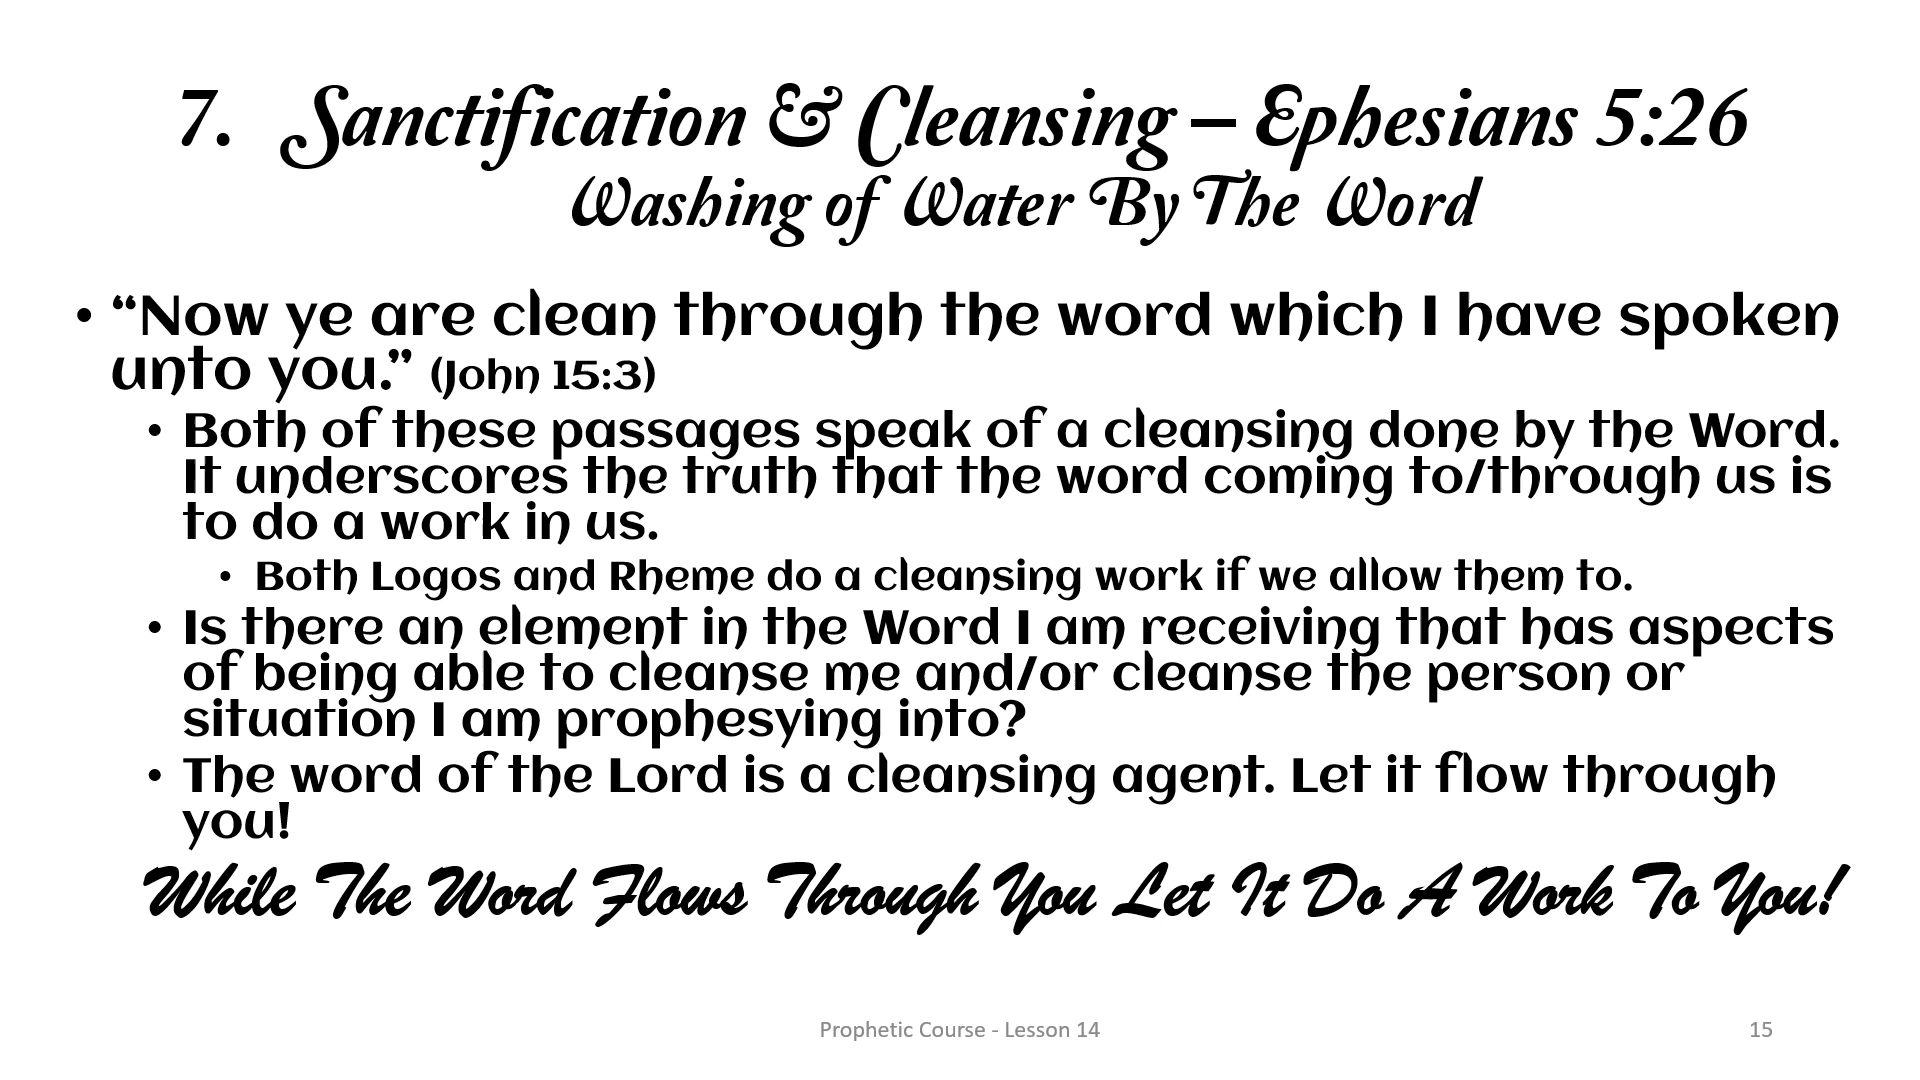 7. Sanctification & Cleansing – Ephesians 5:26
Washing of Water By The Word
• “Now ye are clean through the word which I have spoken
unto you.” (John 15:3)
• Both of these passages speak of a cleansing done by the Word.
It underscores the truth that the word coming to/through us is
to do a work in us.
• Both Logos and Rheme do a cleansing work if we allow them to.
• Is there an element in the Word I am receiving that has aspects
of being able to cleanse me and/or cleanse the person or
situation I am prophesying into?
• The word of the Lord is a cleansing agent. Let it flow through
you!
While The Word Flows Through You Let It Do A Work To You!
Prophetic Course - Lesson 14
15